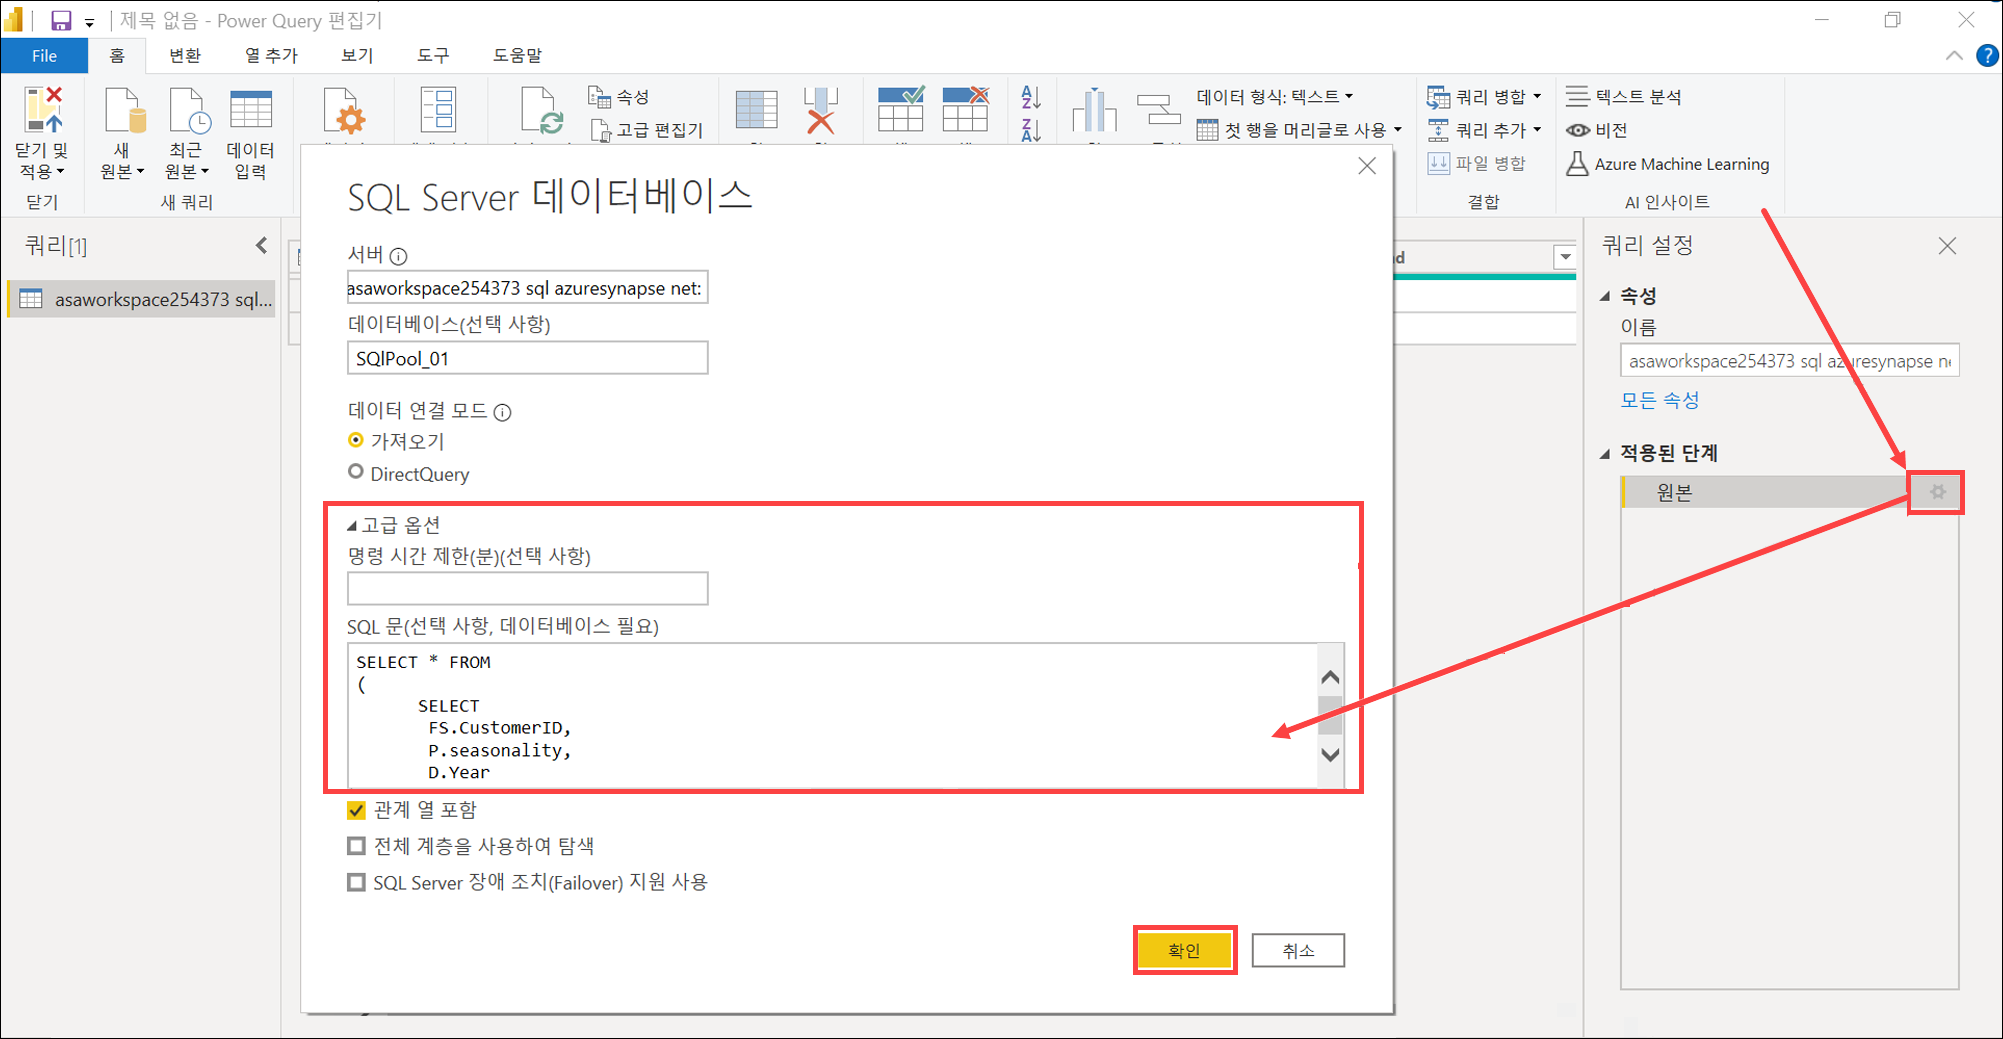 제목 없음 - Power Query 편집기
File 홈 변환 열 추가 보기 도구 도움말
닫기 및
적용
닫기
새
원본
최근
원본
데이터
입력
새 쿼리
속성
고급 편집기
데이터 형식: 텍스트
첫 행을 머리글로 사용
쿼리 병합
쿼리 추가
파일 병합
결합
텍스트 분석
비전
Azure Machine Learning
AI 인사이트
쿼리[1]
asaworkspace254373 sql...
SQL Server 데이터베이스
서버
asaworkspace254373 sql azuresynapse net:
데이터베이스(선택 사항)
SQlPool_01
데이터 연결 모드
가져오기
DirectQuery
고급 옵션
명령 시간 제한(분)(선택 사항)
SQL 문(선택 사항, 데이터베이스 필요)
SELECT * FROM
(
SELECT
FS.CustomerID,
P.seasonality,
D.Year
관계 열 포함
전체 계층을 사용하여 탐색
SQL Server 장애 조치(Failover) 지원 사용
확인 취소
쿼리 설정
속성
이름
asaworkspace254373 sql azuresynapse ne
모든 속성
적용된 단계
원본